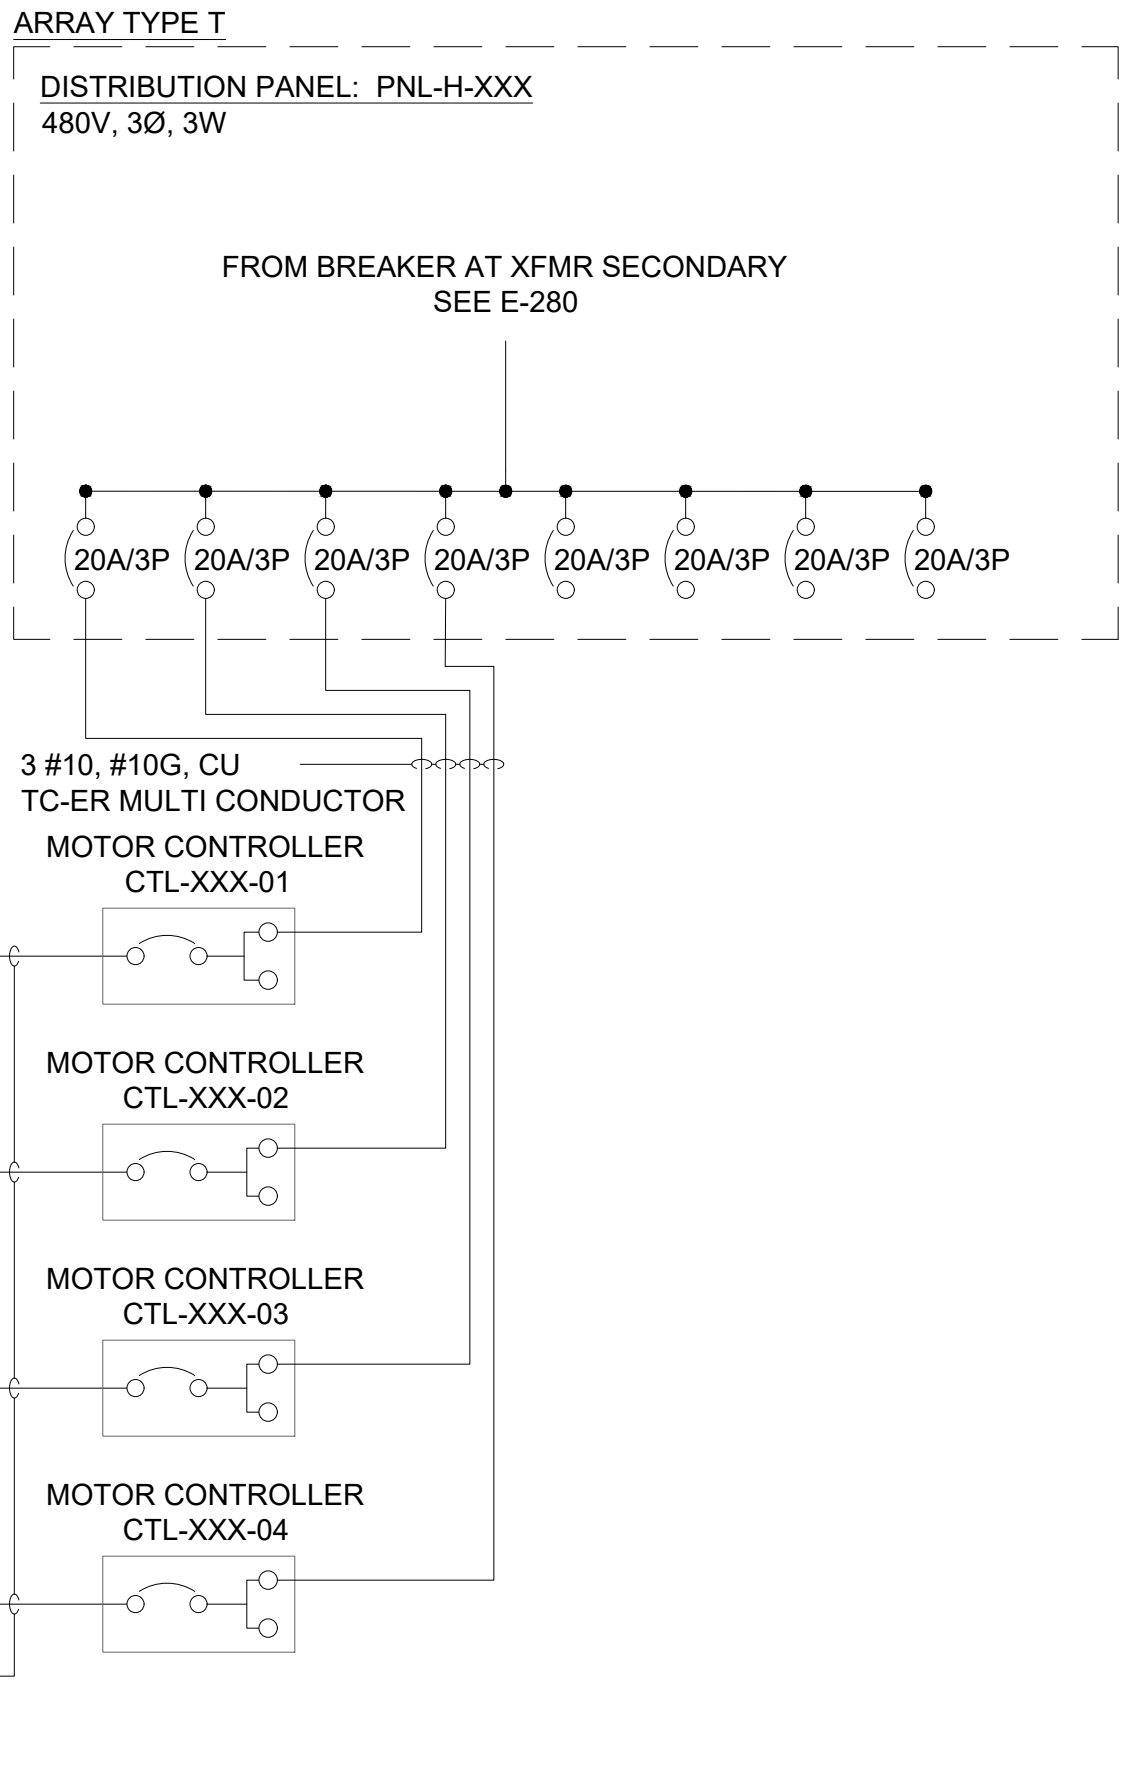 ARRAY TYPE T
DISTRIBUTION PANEL: PNL-H-XXX
480V, 3Ø, 3W
FROM BREAKER AT XFMR SECONDARY
SEE E-280
20A/3P 20A/3P 20A/3P 20A/3P 20A/3P 20A/3P 20A/3P 20A/3P
3 #10, #10G, CU
TC-ER MULTI CONDUCTOR
MOTOR CONTROLLER
CTL-XXX-01
MOTOR CONTROLLER
CTL-XXX-02
MOTOR CONTROLLER
CTL-XXX-03
MOTOR CONTROLLER
CTL-XXX-04